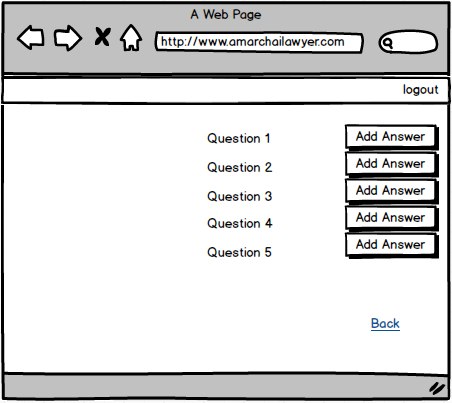 A Web Page
http://www.amarchailawyer.com
logout
Question 1 Add Answer
Question 2 Add Answer
Question 3 Add Answer
Question 4 Add Answer
Question 5 Add Answer
Back